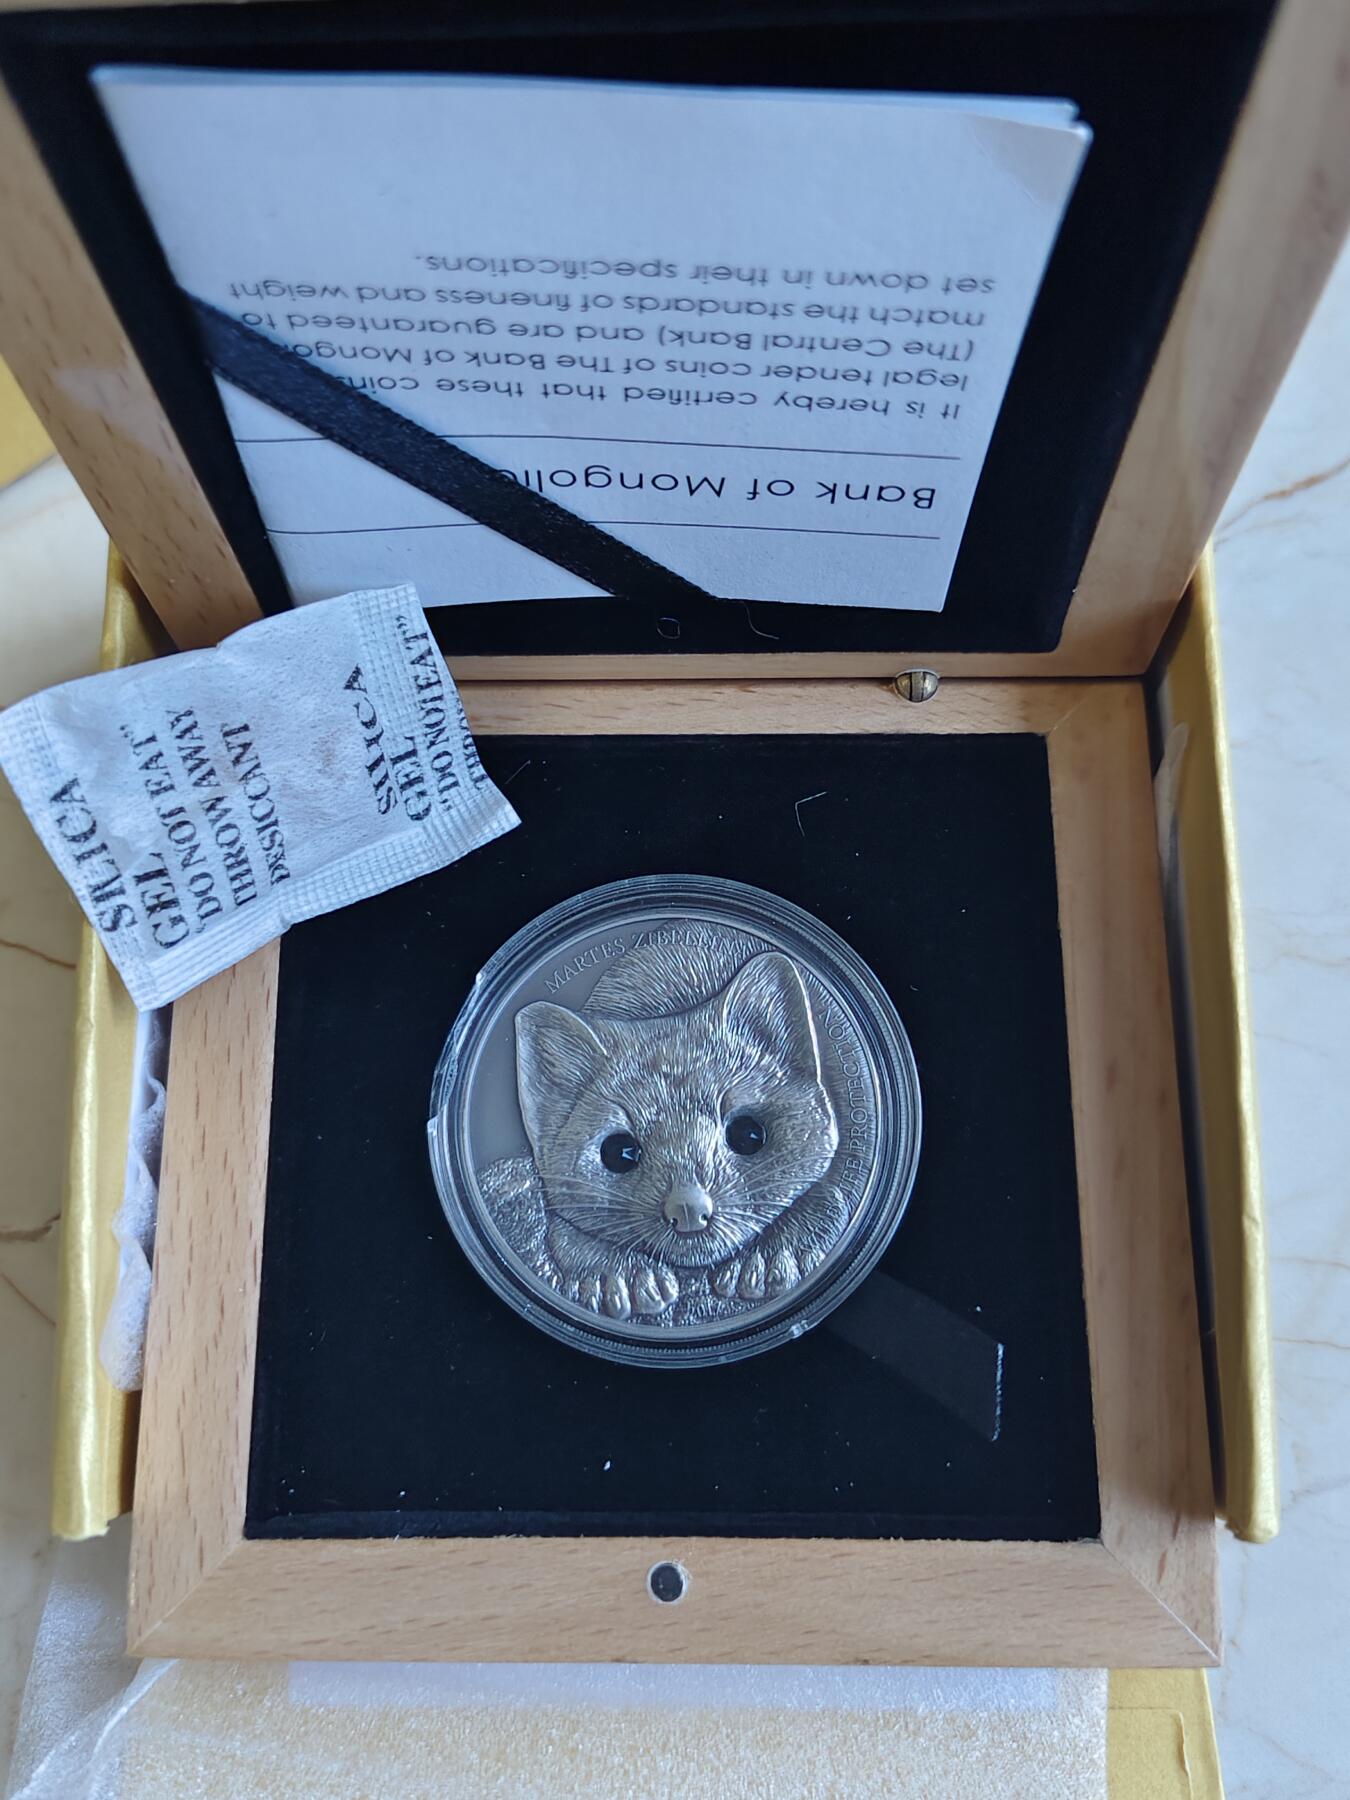 Bank of Mongolia
It is hereby certified that these coin
legal tender coins of The Bank of Mongol
(The Central Bank) and are guaranteed to
match the standards of fineness and weight
set down in their specifications.
SILICA
GEL
"DO NOT EAT"
THROW AWAY
DESICCANT
SILICA
GEL
"DO NOT EAT"
MARTES ZIBELLINA
WILDLIFE PROTECTION